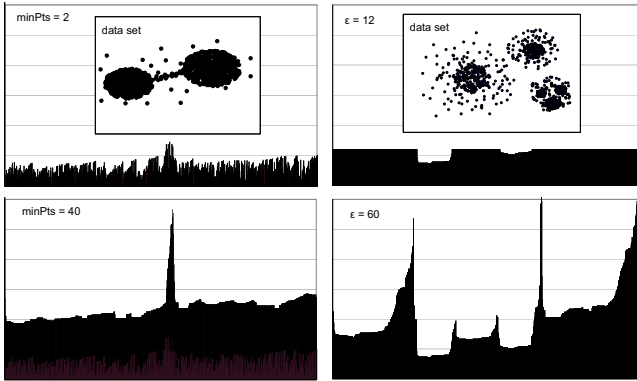 minPts = 2
data set
ε = 12
data set
minPts = 40
ε = 60